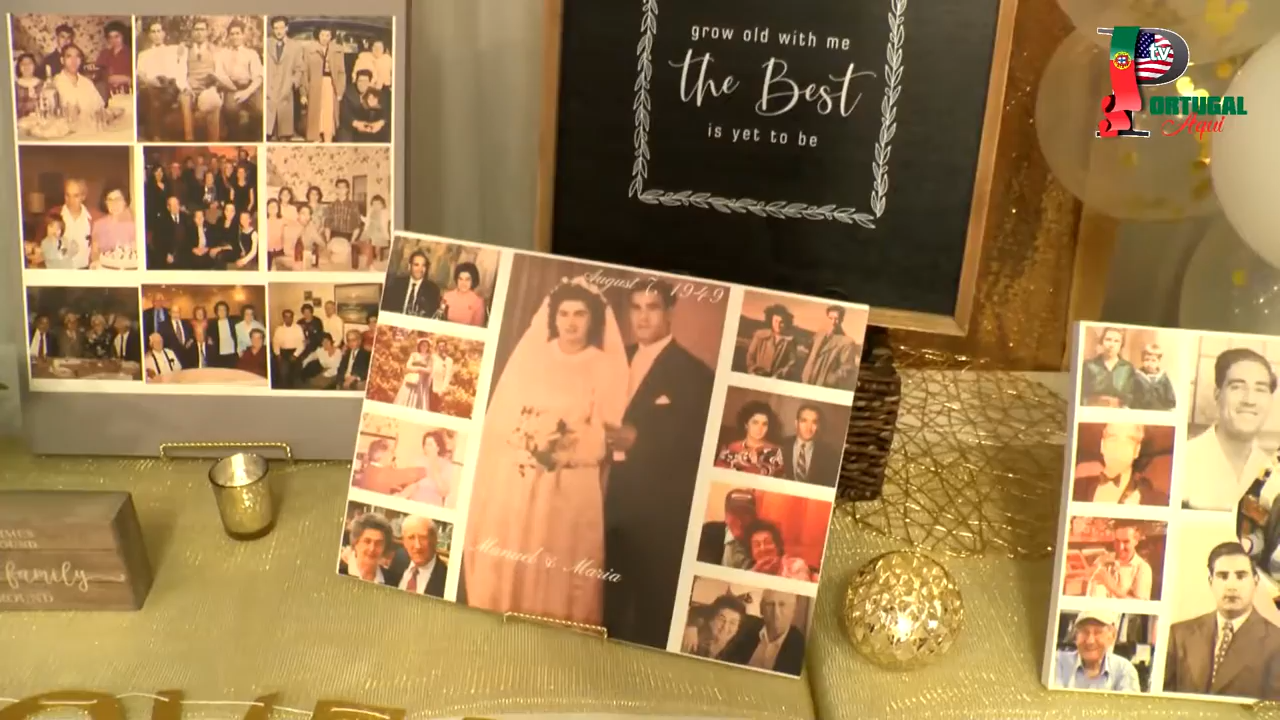 grow old with me
the Best
is yet to be
tv
PORTUGAL
Aqui
August 7, 1949
Manuel & Maria
family